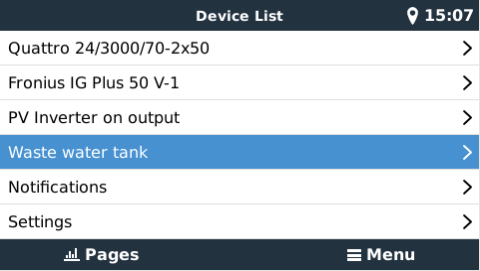 Device List
15:07
Quattro 24/3000/70-2x50
Fronius IG Plus 50 V-1
PV Inverter on output
Waste water tank
Notifications
Settings
Pages
Menu